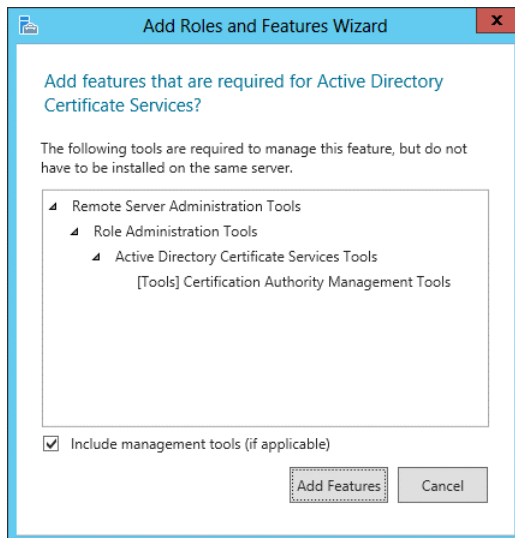 Add Roles and Features Wizard
x
Add features that are required for Active Directory
Certificate Services?
The following tools are required to manage this feature, but do not
have to be installed on the same server.
Remote Server Administration Tools
Role Administration Tools
Active Directory Certificate Services Tools
[Tools] Certification Authority Management Tools
Include management tools (if applicable)
Add Features
Cancel